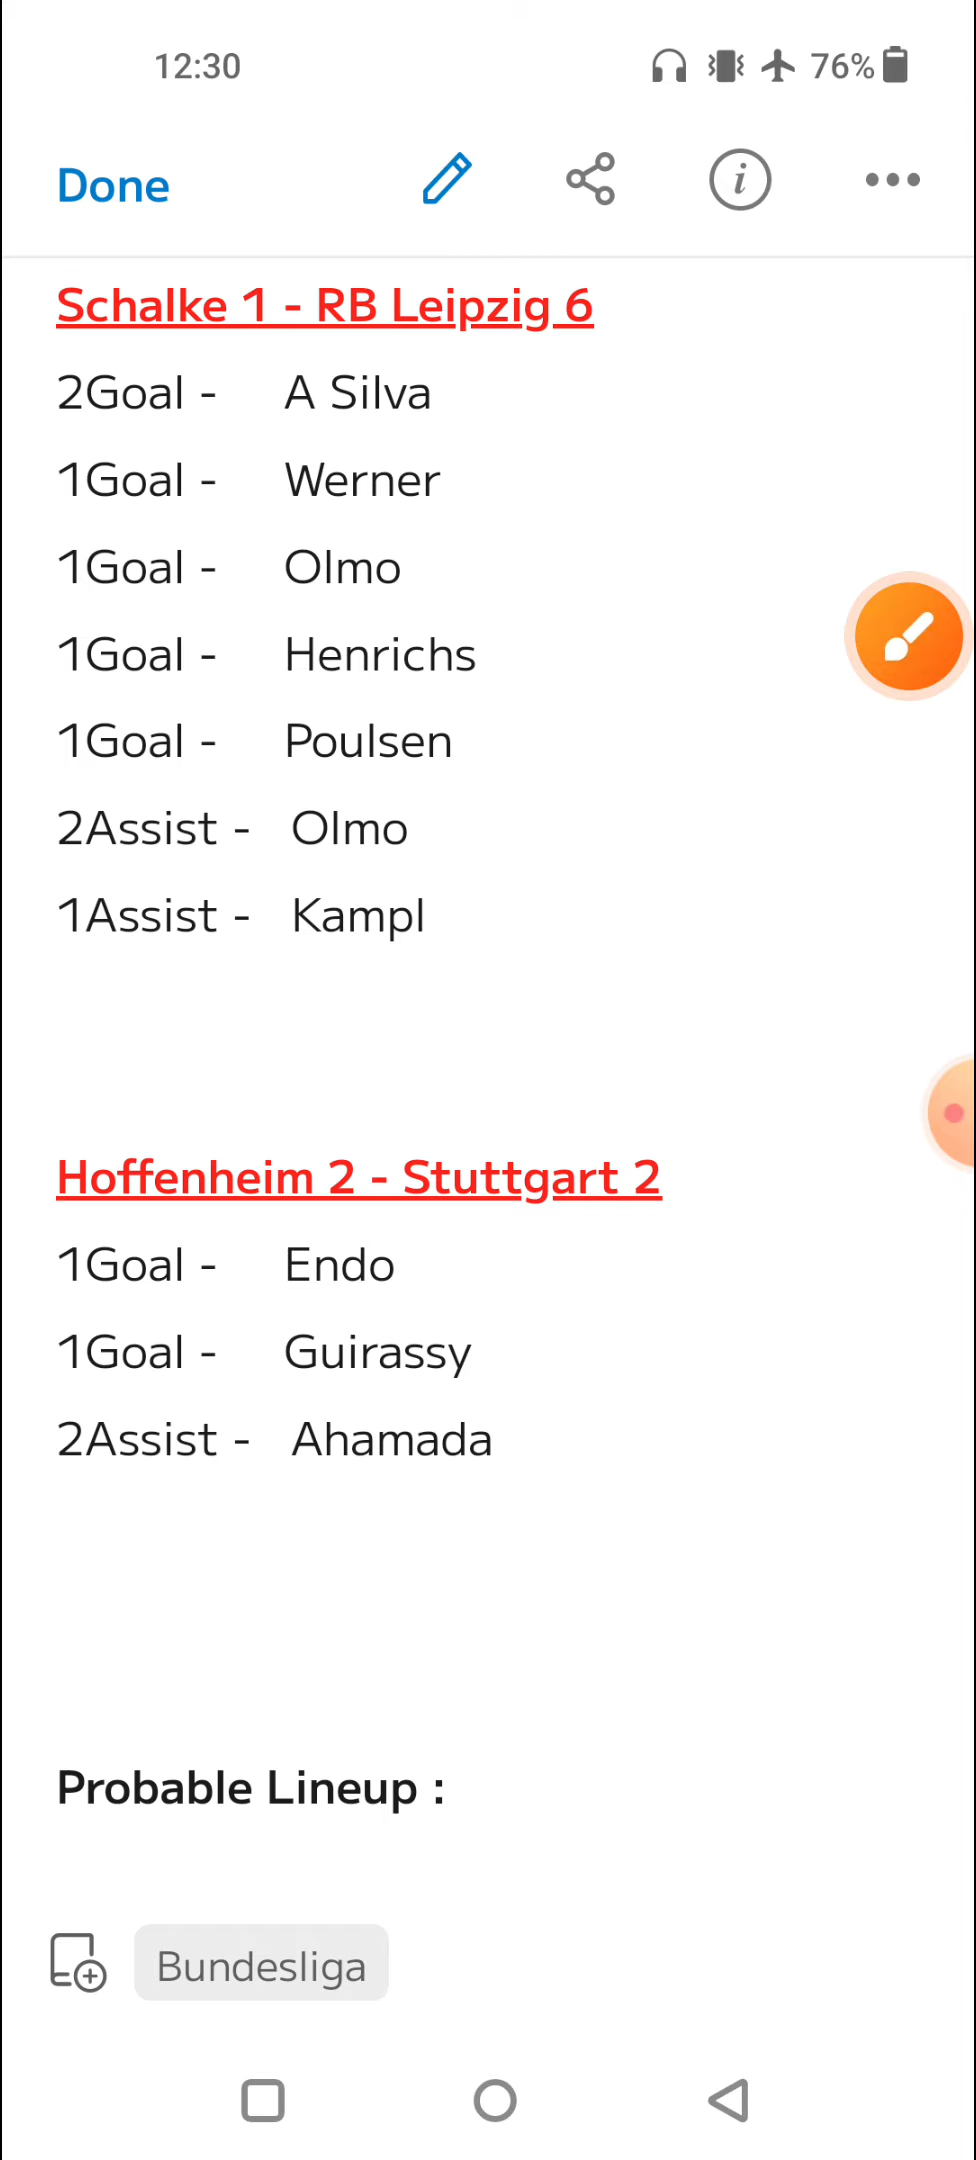 12:30 76%
Done
Schalke 1 - RB Leipzig 6
2Goal - A Silva
1Goal - Werner
1Goal - Olmo
1Goal - Henrichs
1Goal - Poulsen
2Assist - Olmo
1Assist - Kampl
Hoffenheim 2 - Stuttgart 2
1Goal - Endo
1Goal - Guirassy
2Assist - Ahamada
Probable Lineup :
Bundesliga